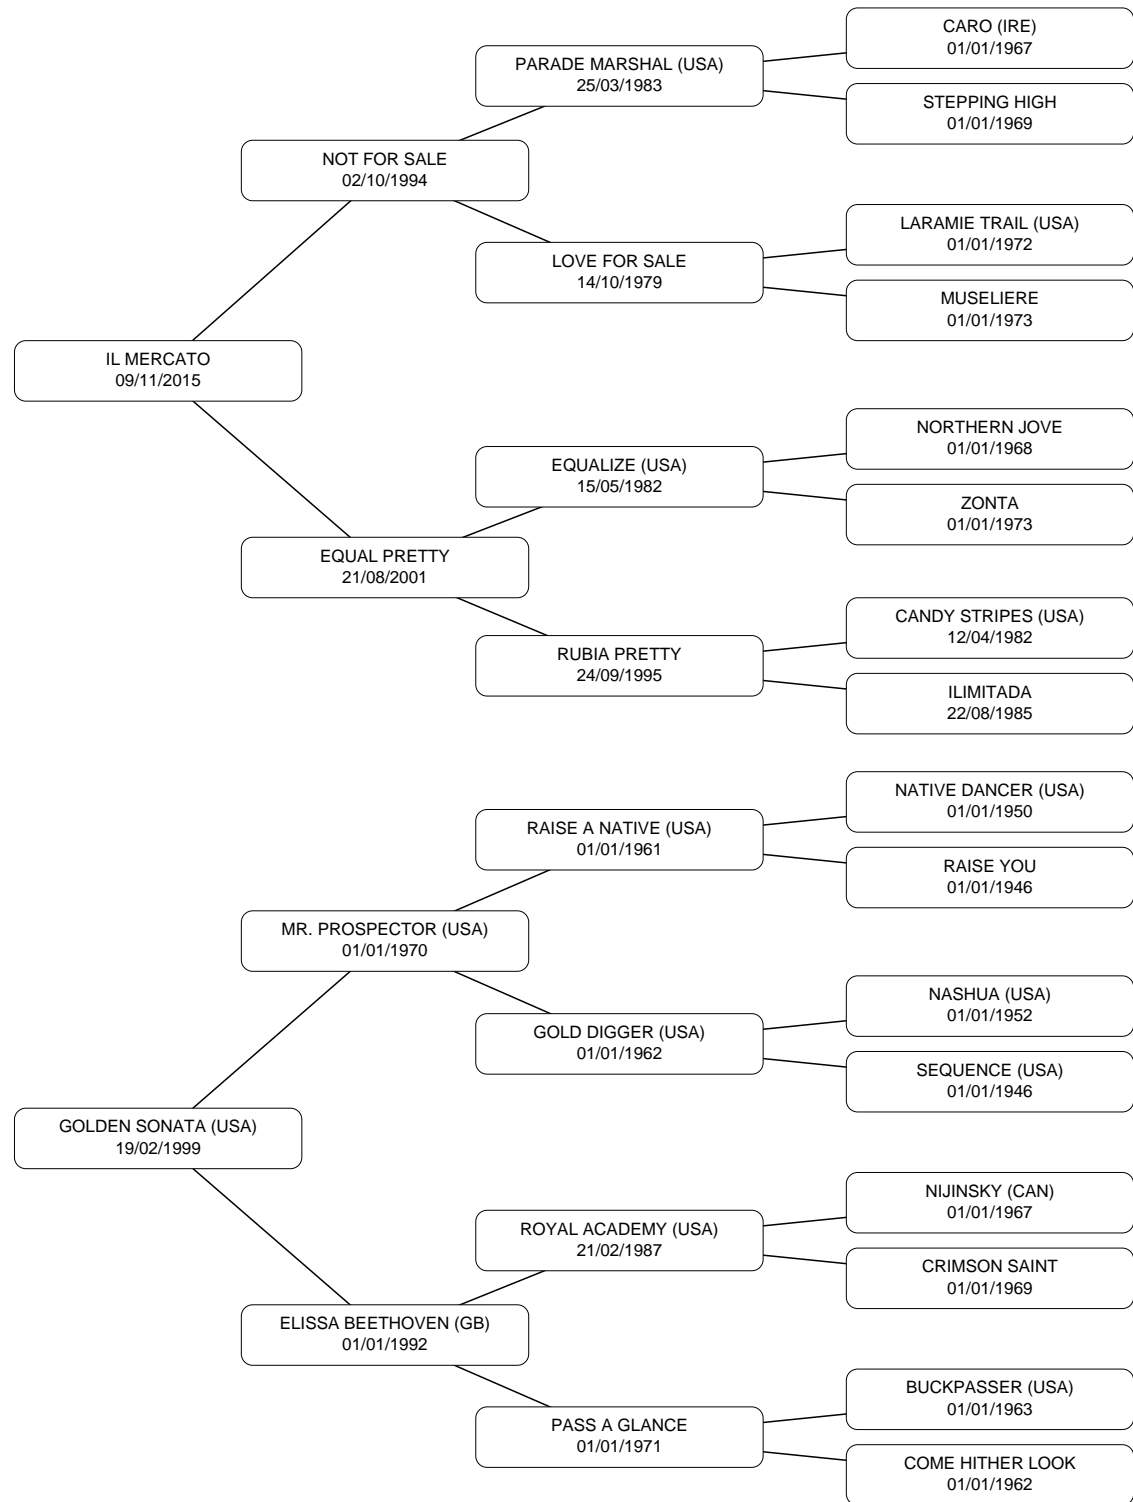 CARO (IRE)
01/01/1967
PARADE MARSHAL (USA)
25/03/1983
STEPPING HIGH
01/01/1969
NOT FOR SALE
02/10/1994
LARAMIE TRAIL (USA)
01/01/1972
LOVE FOR SALE
14/10/1979
MUSELIERE
01/01/1973
IL MERCATO
09/11/2015
NORTHERN JOVE
01/01/1968
EQUALIZE (USA)
15/05/1982
ZONTA
01/01/1973
EQUAL PRETTY
21/08/2001
CANDY STRIPES (USA)
12/04/1982
RUBIA PRETTY
24/09/1995
ILIMITADA
22/08/1985
NATIVE DANCER (USA)
01/01/1950
RAISE A NATIVE (USA)
01/01/1961
RAISE YOU
01/01/1946
MR. PROSPECTOR (USA)
01/01/1970
NASHUA (USA)
01/01/1952
GOLD DIGGER (USA)
01/01/1962
SEQUENCE (USA)
01/01/1946
GOLDEN SONATA (USA)
19/02/1999
NIJINSKY (CAN)
01/01/1967
ROYAL ACADEMY (USA)
21/02/1987
CRIMSON SAINT
01/01/1969
ELISSA BEETHOVEN (GB)
01/01/1992
BUCKPASSER (USA)
01/01/1963
PASS A GLANCE
01/01/1971
COME HITHER LOOK
01/01/1962